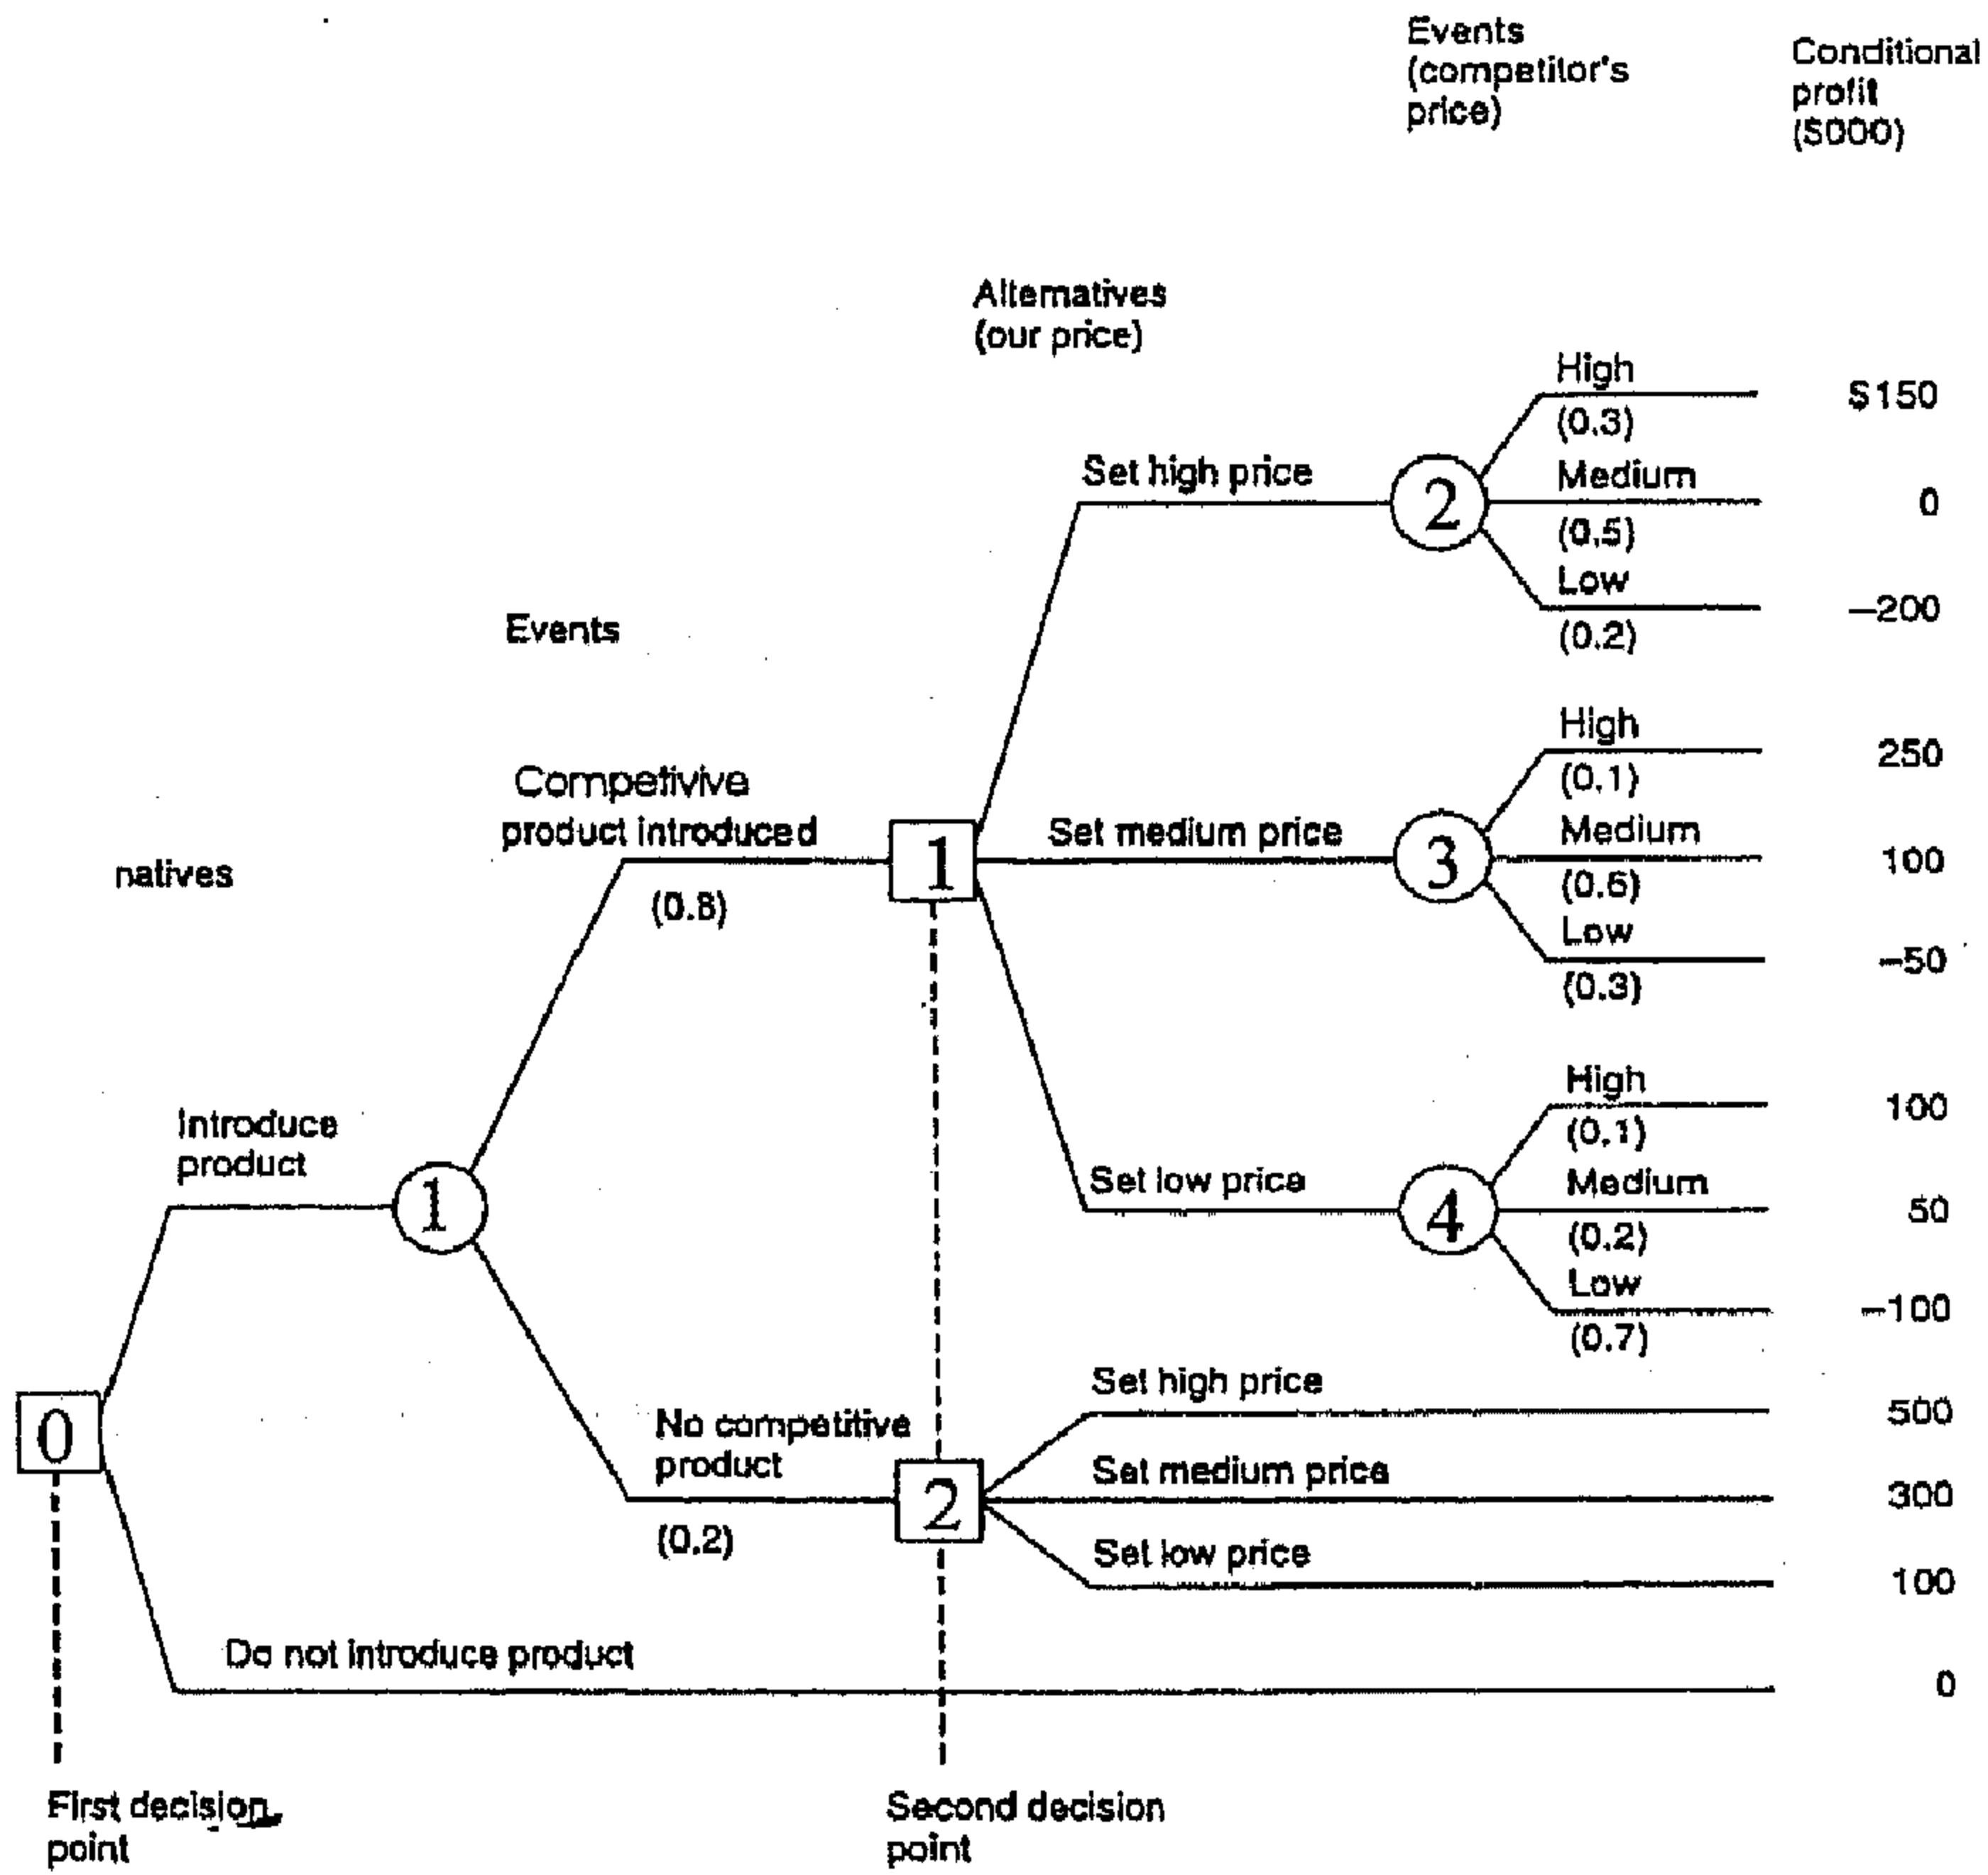 Events
(competitor's
price)
Conditional
profit
($000)
Alternatives
(our price)
High
(0.3)
$150
Set high price
2
Medium
(0.5)
0
Low
(0.2)
-200
Events
High
(0.1)
250
Competivive
product introduced
(0.8)
1
Set medium price
3
Medium
(0.6)
100
natives
Low
(0.3)
-50
High
(0.1)
100
Introduce
product
1
Set low price
4
Medium
(0.2)
50
Low
(0.7)
-100
0
No competitive
product
(0.2)
2
Set high price
500
Set medium price
300
Set low price
100
Do not introduce product
0
First decision
point
Second decision
point